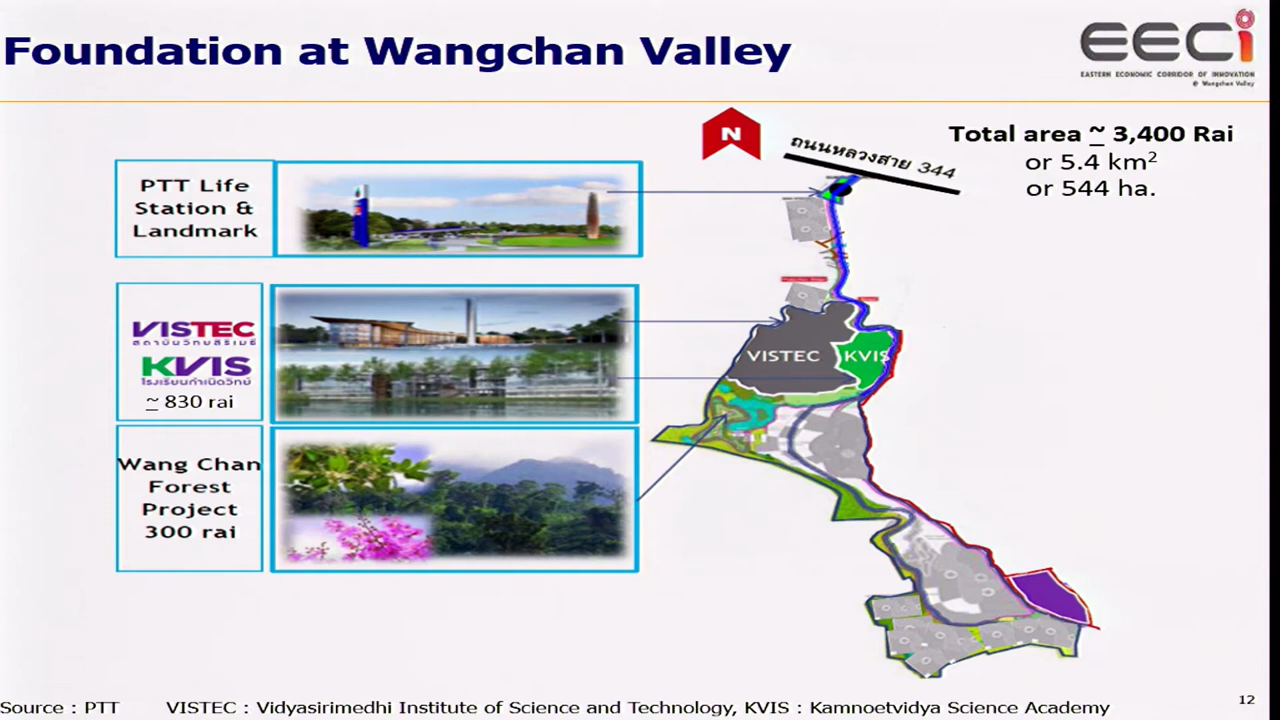 Foundation at Wangchan Valley
EECi
EASTERN ECONOMIC CORRIDOR OF INNOVATION
@ Wangchan Valley
N
ถนนหลวงสาย 344
Total area ~ 3,400 Rai
or 5.4 km²
or 544 ha.
PTT Life
Station &
Landmark
VISTEC
สถาบันวิทยสิริเมธี
KVIS
โรงเรียนกำเนิดวิทย์
~ 830 rai
VISTEC
KVIS
Wang Chan
Forest
Project
300 rai
Source : PTT VISTEC : Vidyasirimedhi Institute of Science and Technology, KVIS : Kamnoetvidya Science Academy
12